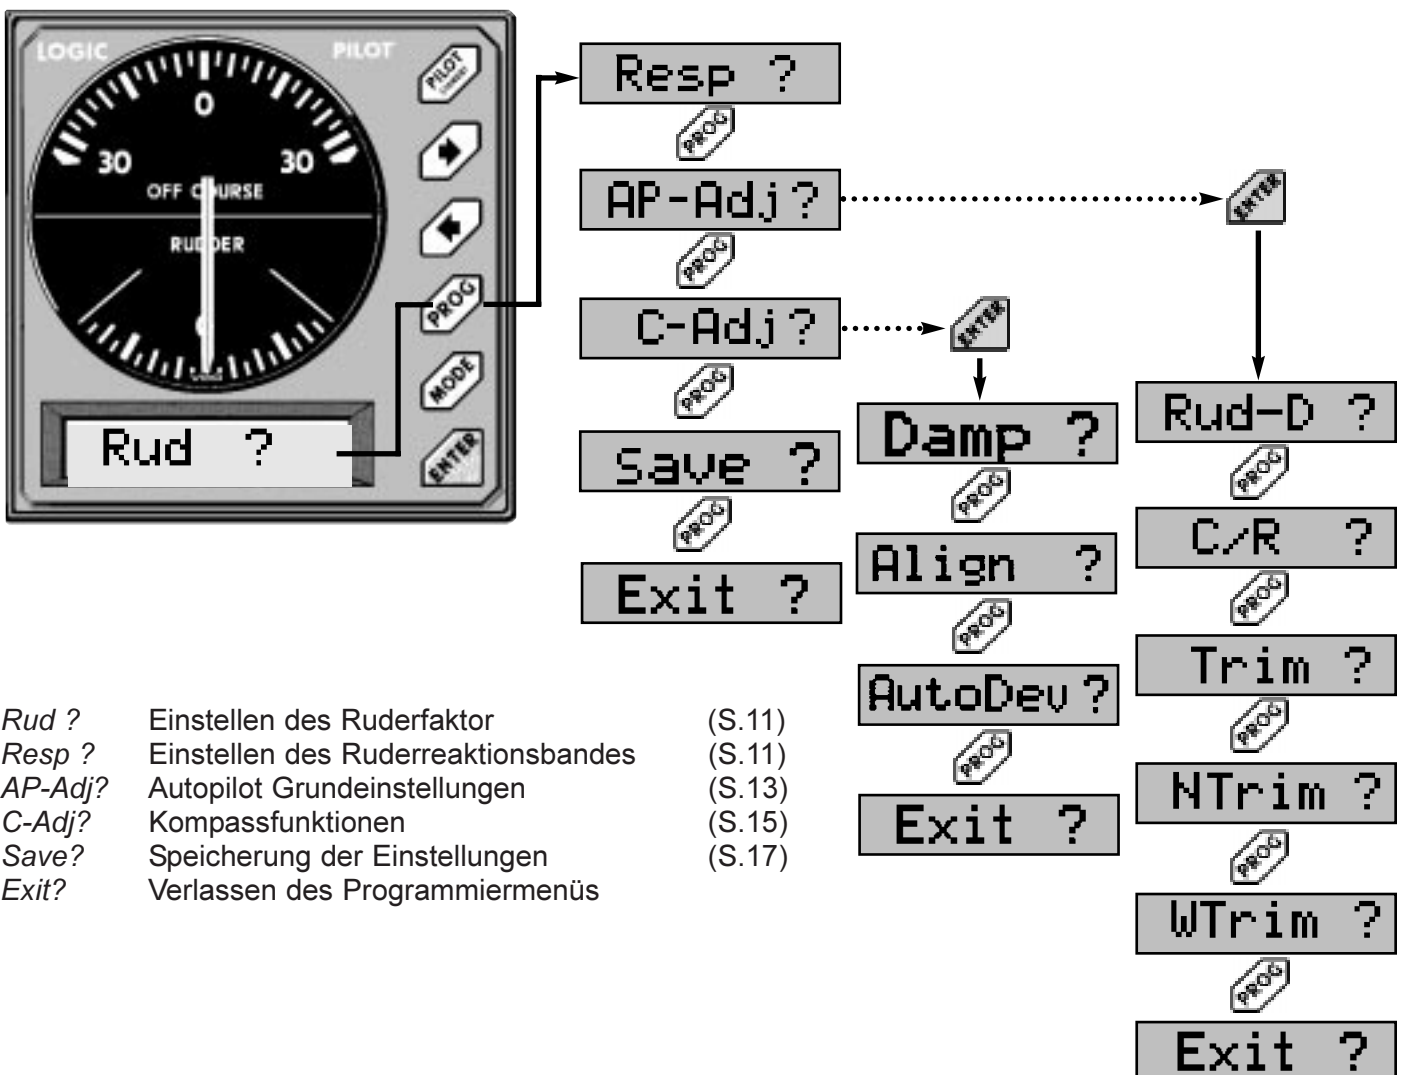 LOGIC PILOT
PILOT
0
30 30
OFF COURSE
RUDDER
PROG
MODE
ENTER
Rud ?
Resp ?
PROG
AP-Adj?
ENTER
PROG
C-Adj?
ENTER
PROG
Save ?
PROG
Exit ?
Damp ?
PROG
Align ?
PROG
AutoDev ?
PROG
Exit ?
Rud-D ?
PROG
C/R ?
PROG
Trim ?
PROG
NTrim ?
PROG
WTrim ?
PROG
Exit ?
Rud ? Einstellen des Ruderfaktor (S.11)
Resp ? Einstellen des Ruderreaktionsbandes (S.11)
AP-Adj? Autopilot Grundeinstellungen (S.13)
C-Adj? Kompassfunktionen (S.15)
Save? Speicherung der Einstellungen (S.17)
Exit? Verlassen des Programmiermenüs